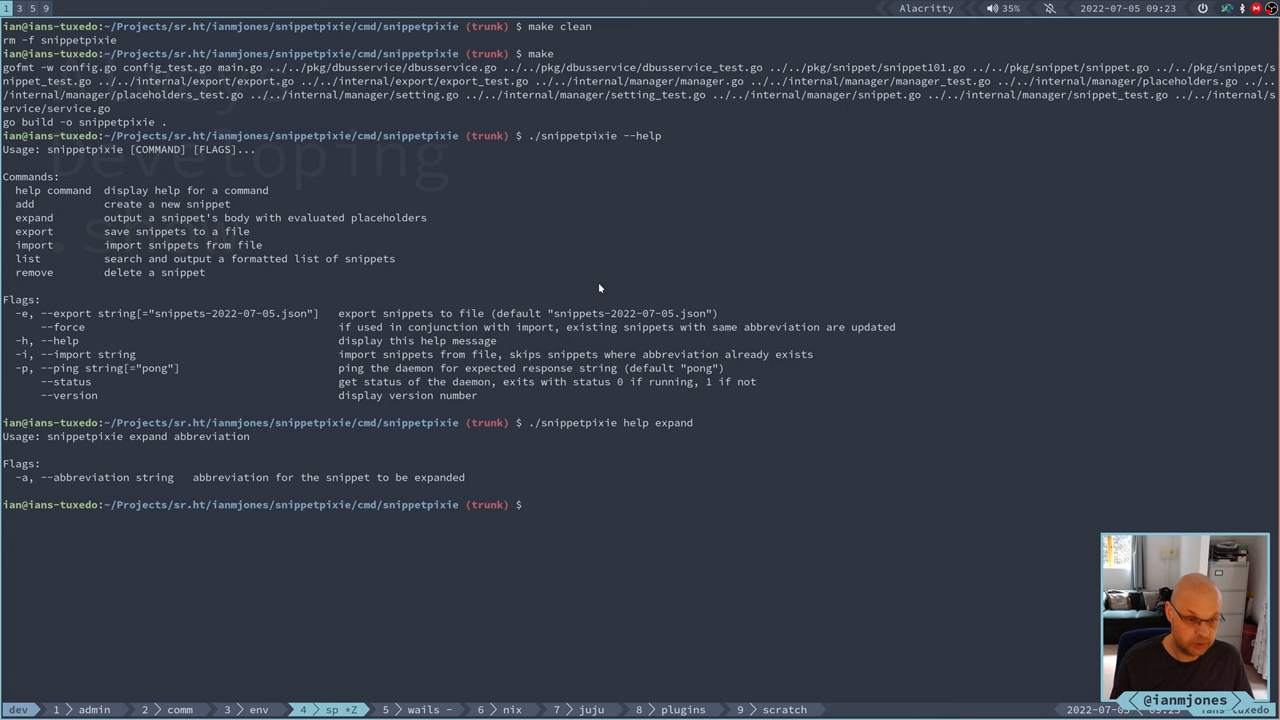 1 3 5 9
Alacritty 35% 2022-07-05 09:23
ian@ians-tuxedo:~/Projects/sr.ht/ianmjones/snippetpixie/cmd/snippetpixie (trunk) $ make clean
rm -f snippetpixie
ian@ians-tuxedo:~/Projects/sr.ht/ianmjones/snippetpixie/cmd/snippetpixie (trunk) $ make
gofmt -w config.go config_test.go main.go ../../pkg/dbusservice/dbusservice.go ../../pkg/dbusservice/dbusservice_test.go ../../pkg/snippet/snippet101.go ../../pkg/snippet/snippet.go ../../pkg/snippet/s
nippet_test.go ../../internal/export/export.go ../../internal/export/export_test.go ../../internal/manager/manager.go ../../internal/manager/manager_test.go ../../internal/manager/placeholders.go ../..
/internal/manager/placeholders_test.go ../../internal/manager/setting.go ../../internal/manager/setting_test.go ../../internal/manager/snippet.go ../../internal/manager/snippet_test.go ../../internal/s
ervice/service.go
go build -o snippetpixie .
ian@ians-tuxedo:~/Projects/sr.ht/ianmjones/snippetpixie/cmd/snippetpixie (trunk) $ ./snippetpixie --help
Usage: snippetpixie [COMMAND] [FLAGS]...
Developing
Commands:
help command display help for a command
add create a new snippet
expand output a snippet's body with evaluated placeholders
export save snippets to a file
import import snippets from file
list search and output a formatted list of snippets
remove delete a snippet
Flags:
-e, --export string[="snippets-2022-07-05.json"] export snippets to file (default "snippets-2022-07-05.json")
--force if used in conjunction with import, existing snippets with same abbreviation are updated
-h, --help display this help message
-i, --import string import snippets from file, skips snippets where abbreviation already exists
-p, --ping string[="pong"] ping the daemon for expected response string (default "pong")
--status get status of the daemon, exits with status 0 if running, 1 if not
--version display version number
ian@ians-tuxedo:~/Projects/sr.ht/ianmjones/snippetpixie/cmd/snippetpixie (trunk) $ ./snippetpixie help expand
Usage: snippetpixie expand abbreviation
Flags:
-a, --abbreviation string abbreviation for the snippet to be expanded
ian@ians-tuxedo:~/Projects/sr.ht/ianmjones/snippetpixie/cmd/snippetpixie (trunk) $
@ianmjones
dev 1 admin 2 comm 3 env 4 sp *Z 5 wails - 6 nix 7 juju 8 plugins 9 scratch 2022-07-05